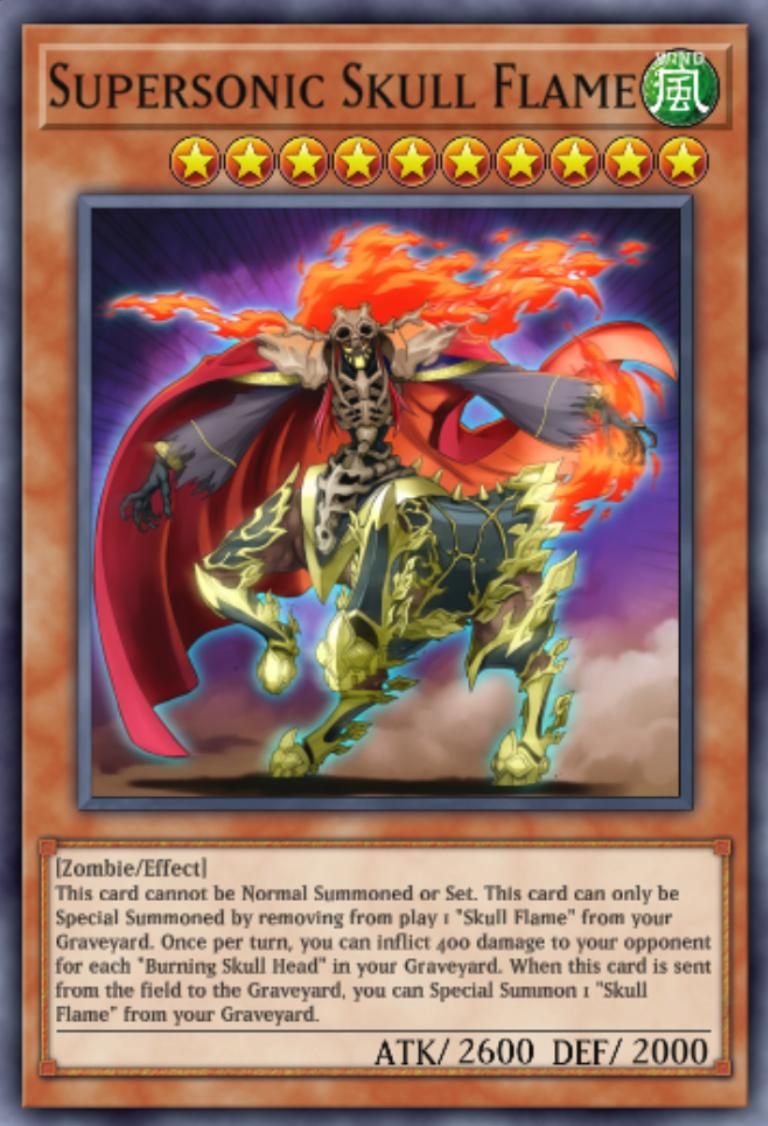 Supersonic Skull Flame
WIND
風
[Zombie/Effect]
This card cannot be Normal Summoned or Set. This card can only be
Special Summoned by removing from play 1 "Skull Flame" from your
Graveyard. Once per turn, you can inflict 400 damage to your opponent
for each "Burning Skull Head" in your Graveyard. When this card is sent
from the field to the Graveyard, you can Special Summon 1 "Skull
Flame" from your Graveyard.
ATK/ 2600 DEF/ 2000